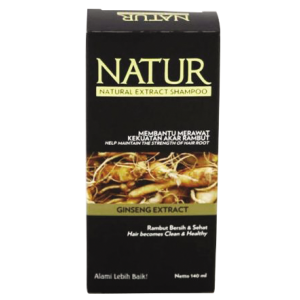 NATUR
NATURAL EXTRACT SHAMPOO
MEMBANTU MERAWAT
KEKUATAN AKAR RAMBUT
HELP MAINTAIN THE STRENGTH OF HAIR ROOT
GINSENG EXTRACT
Rambut Bersih & Sehat
Hair becomes Clean & Healthy
Alami Lebih Baik!
Netto 140 ml